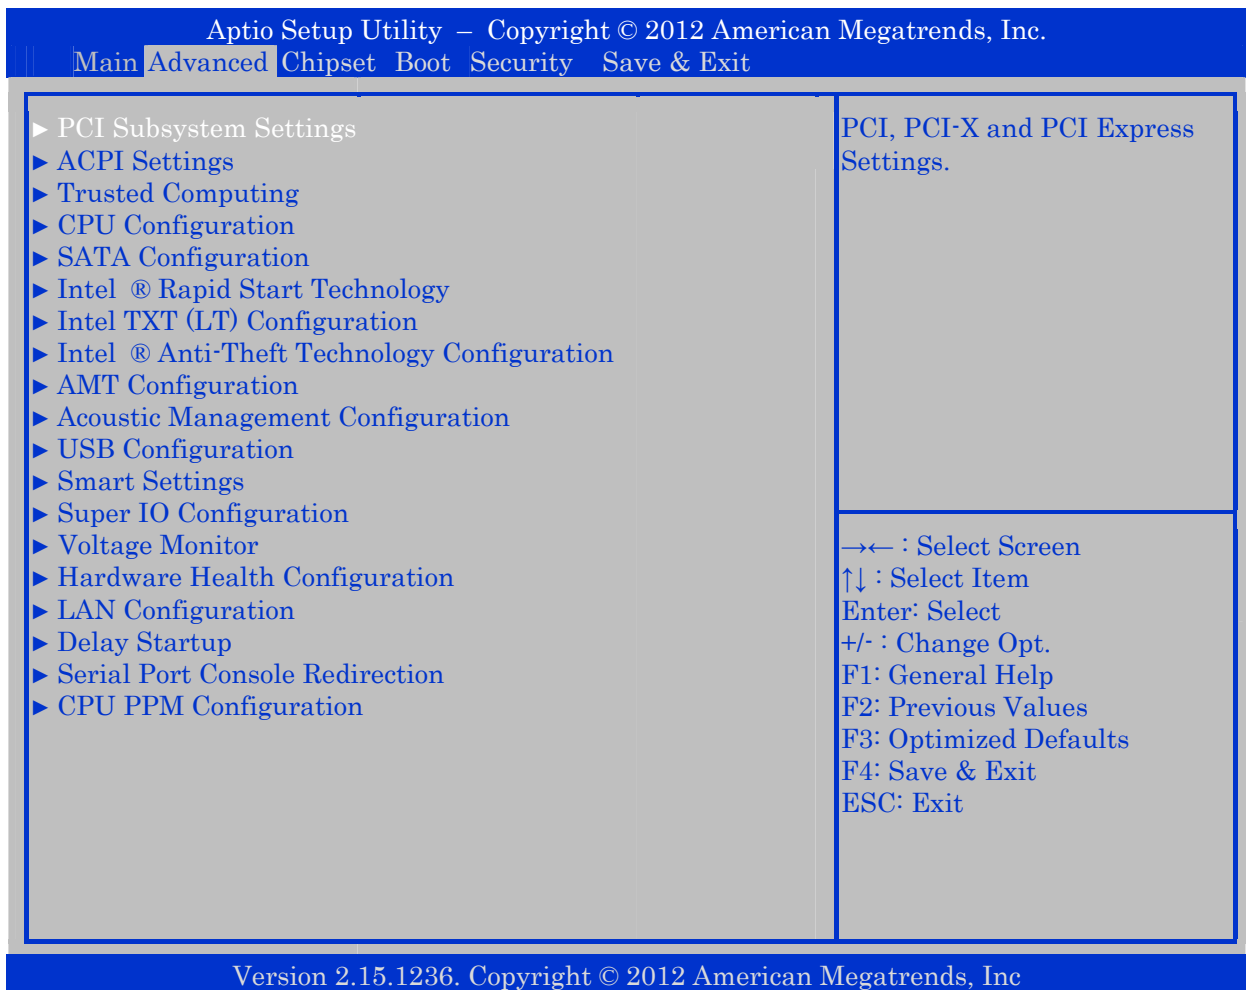 Aptio Setup Utility – Copyright © 2012 American Megatrends, Inc.
Main Advanced Chipset Boot Security Save & Exit
► PCI Subsystem Settings
► ACPI Settings
► Trusted Computing
► CPU Configuration
► SATA Configuration
► Intel ® Rapid Start Technology
► Intel TXT (LT) Configuration
► Intel ® Anti-Theft Technology Configuration
► AMT Configuration
► Acoustic Management Configuration
► USB Configuration
► Smart Settings
► Super IO Configuration
► Voltage Monitor
► Hardware Health Configuration
► LAN Configuration
► Delay Startup
► Serial Port Console Redirection
► CPU PPM Configuration
PCI, PCI-X and PCI Express
Settings.
→← : Select Screen
↑↓ : Select Item
Enter: Select
+/- : Change Opt.
F1: General Help
F2: Previous Values
F3: Optimized Defaults
F4: Save & Exit
ESC: Exit
Version 2.15.1236. Copyright © 2012 American Megatrends, Inc